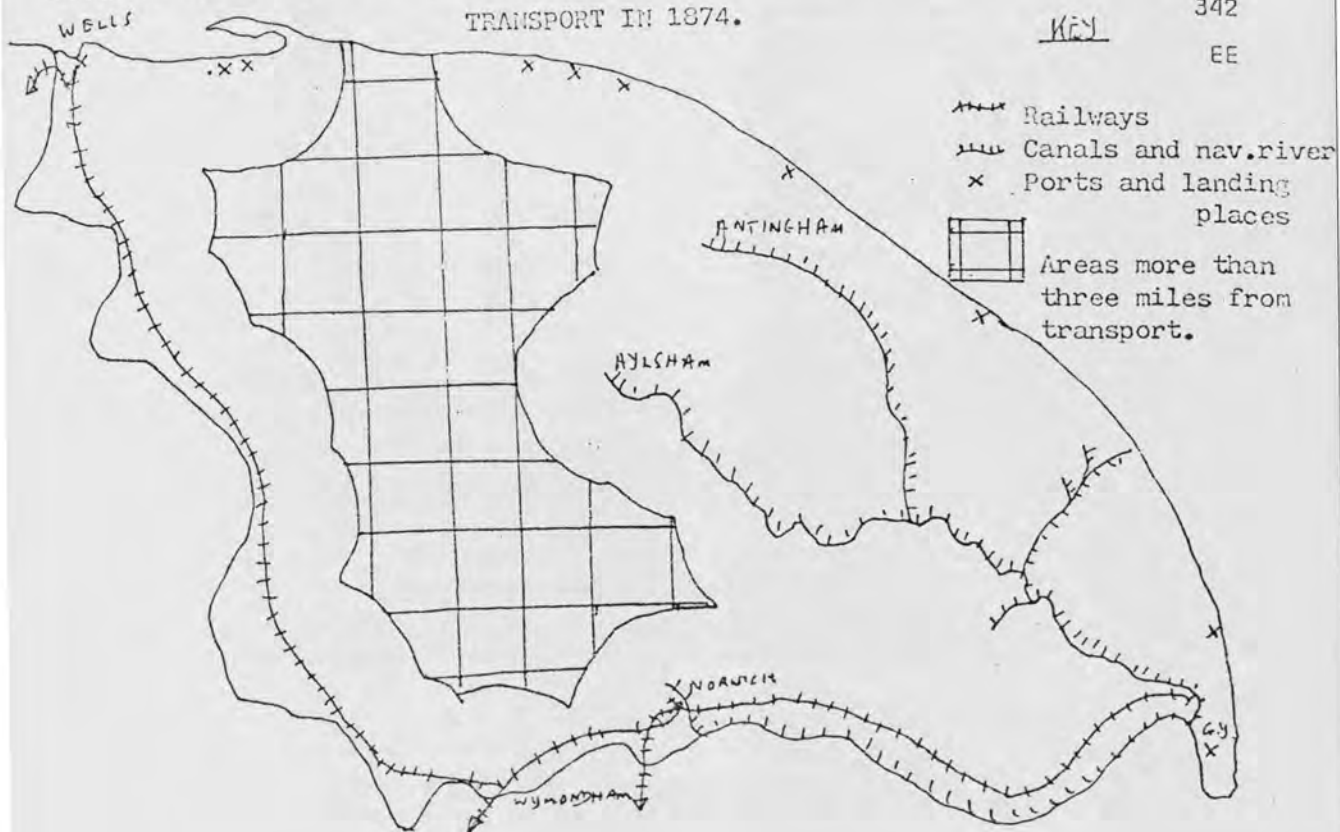 TRANSPORT IN 1874.
342
KEY
EE
WELLS
Railways
Canals and nav.river
Ports and landing
places
Areas more than
three miles from
transport.
ANTINGHAM
AYLSHAM
NORWICH
G.Y
WYMONDHAM